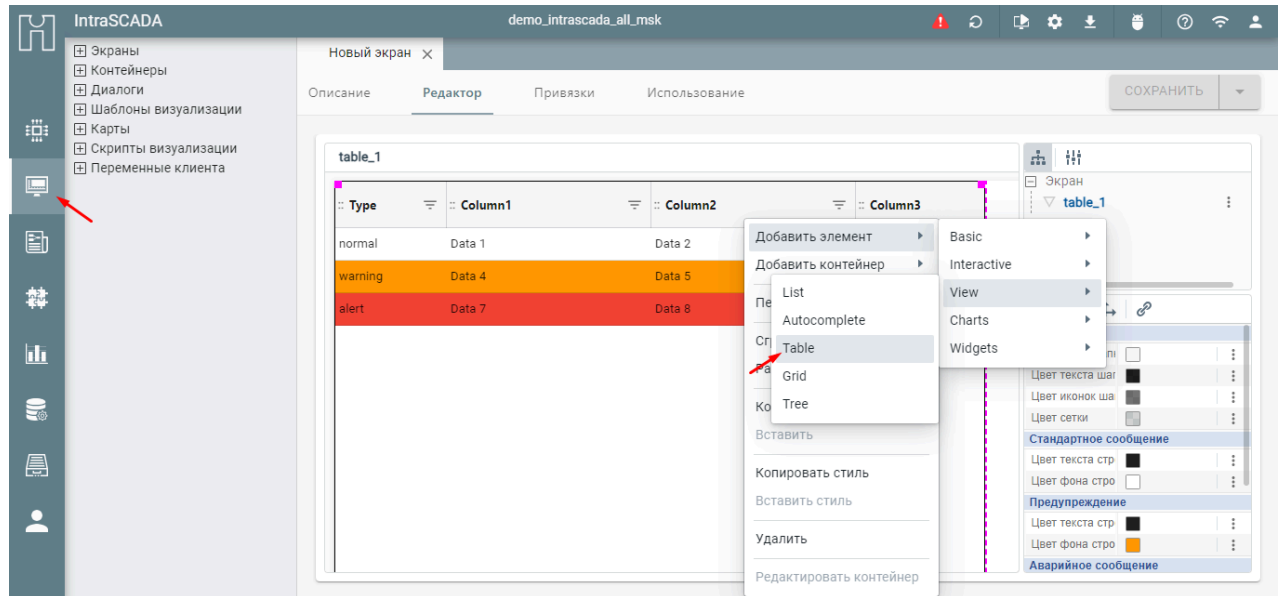 IntraSCADA
demo_intrascada_all_msk
Экраны
Контейнеры
Диалоги
Шаблоны визуализации
Карты
Скрипты визуализации
Переменные клиента
Новый экран
Описание
Редактор
Привязки
Использование
СОХРАНИТЬ
table_1
Type
Column1
Column2
Column3
normal
Data 1
Data 2
warning
Data 4
Data 5
alert
Data 7
Data 8
Добавить элемент
Добавить контейнер
Копировать стиль
Вставить
Вставить стиль
Удалить
Редактировать контейнер
Basic
Interactive
View
Charts
Widgets
List
Autocomplete
Table
Grid
Tree
Экран
table_1
Цвет текста шаг
Цвет иконок ша
Цвет сетки
Стандартное сообщение
Цвет текста стр
Цвет фона стро
Предупреждение
Цвет текста стр
Цвет фона стро
Аварийное сообщение